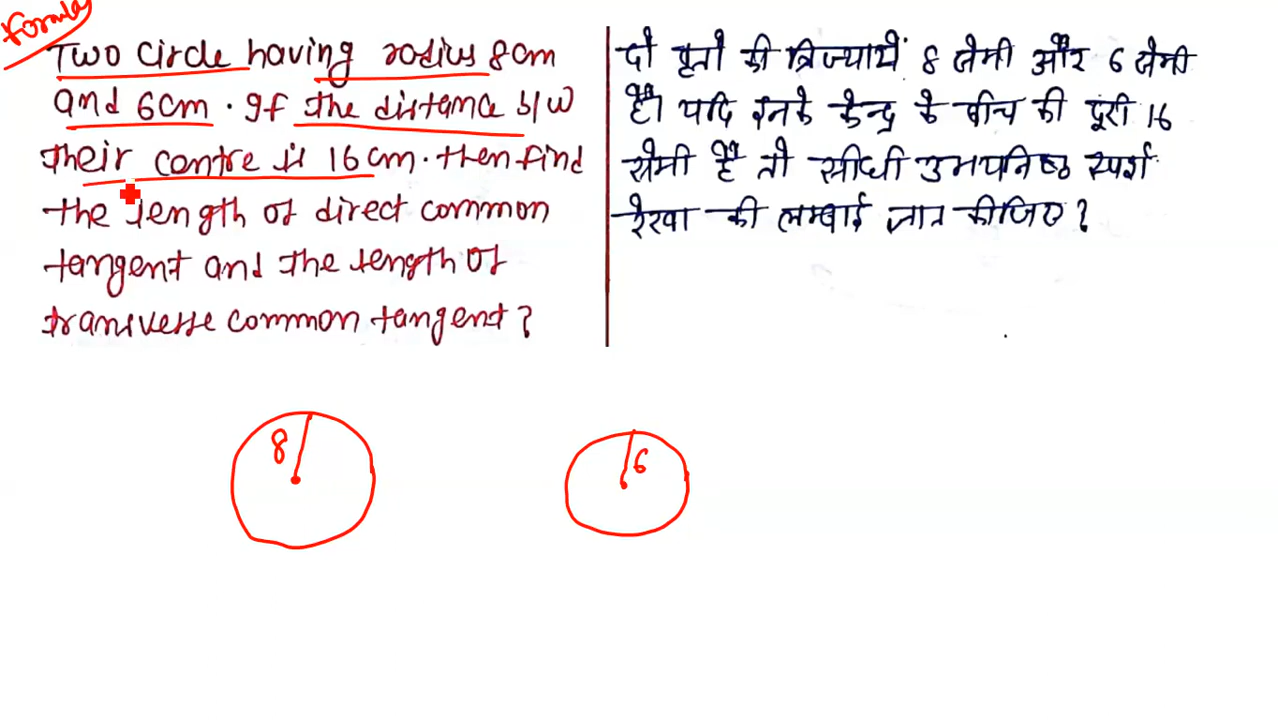 Formula
Two Circle having radius 8cm
and 6cm. If the distance b/w
their centre is 16cm. then find
the length of direct common
tangent and the length of
transverse common tangent?
दो वृतो की त्रिज्यायें 8 सेमी और 6 सेमी
है। यदि इनके केन्द्र के बीच की दूरी 16
सेमी है तो सीधी उभयनिष्ठ स्पर्श
रेखा की लम्बाई ज्ञात कीजिए?
8
6